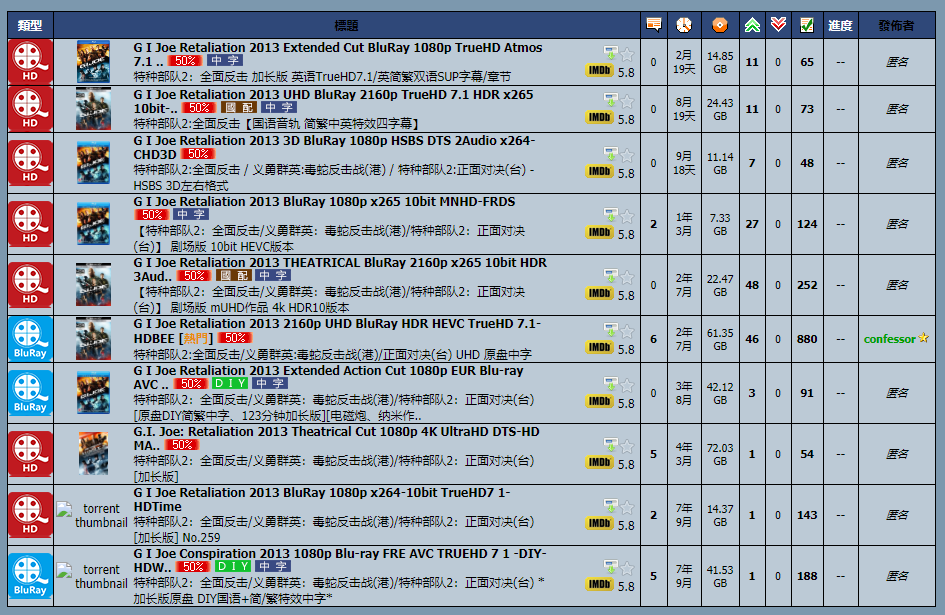 類型 標題 進度 發佈者
G I Joe Retaliation 2013 Extended Cut BluRay 1080p TrueHD Atmos
7.1 .. 50% 中 字
特种部队2：全面反击 加长版 英语TrueHD7.1/英简繁双语SUP字幕/章节
HD IMDb 5.8 0 2月 19天 14.85 GB 11 0 65 -- 匿名
G I Joe Retaliation 2013 UHD BluRay 2160p TrueHD 7.1 HDR x265
10bit-.. 50% 國 配 中 字
特种部队2:全面反击【国语音轨 简繁中英特效四字幕】
HD IMDb 5.8 0 8月 19天 24.43 GB 11 0 73 -- 匿名
G I Joe Retaliation 2013 3D BluRay 1080p HSBS DTS 2Audio x264-
CHD3D 50%
特种部队2:全面反击 / 义勇群英:毒蛇反击战(港) / 特种部队2:正面对决(台) -
HSBS 3D左右格式
HD IMDb 5.8 0 9月 18天 11.14 GB 7 0 48 -- 匿名
G I Joe Retaliation 2013 BluRay 1080p x265 10bit MNHD-FRDS
50% 中 字
【特种部队2：全面反击/义勇群英：毒蛇反击战(港)/特种部队2：正面对决
(台)】 剧场版 10bit HEVC版本
HD IMDb 5.8 2 1年 3月 7.33 GB 27 0 124 -- 匿名
G I Joe Retaliation 2013 THEATRICAL BluRay 2160p x265 10bit HDR
3Aud.. 50% 國 配 中 字
【特种部队2：全面反击/义勇群英：毒蛇反击战(港)/特种部队2：正面对决
(台)】 剧场版 mUHD作品 4K HDR10版本
HD IMDb 5.8 0 2年 7月 22.47 GB 48 0 252 -- 匿名
G I Joe Retaliation 2013 2160p UHD BluRay HDR HEVC TrueHD 7.1-
HDBEE [熱門] 50%
特种部队2:全面反击/义勇群英:毒蛇反击战(港)/正面对决(台) UHD 原盘中字
BluRay IMDb 5.8 6 2年 7月 61.35 GB 46 0 880 -- confessor
G I Joe Retaliation 2013 Extended Action Cut 1080p EUR Blu-ray
AVC .. 50% D I Y 中 字
特种部队2：全面反击/义勇群英：毒蛇反击战(港)/特种部队2：正面对决(台)
[原盘DIY简繁中字、123分钟加长版][电磁炮、纳米作..
BluRay IMDb 5.8 0 3年 8月 42.12 GB 3 0 91 -- 匿名
G.I. Joe: Retaliation 2013 Theatrical Cut 1080p 4K UltraHD DTS-HD
MA.. 50%
特种部队2：全面反击/义勇群英：毒蛇反击战(港)/特种部队2：正面对决(台)
[加长版]
HD IMDb 5.8 5 4年 3月 72.03 GB 1 0 54 -- 匿名
G I Joe Retaliation 2013 BluRay 1080p x264-10bit TrueHD7 1-
HDTime
特种部队2：全面反击/义勇群英：毒蛇反击战(港)/特种部队2：正面对决(台)
[加长版] No.259
HD torrent thumbnail IMDb 5.8 2 7年 9月 14.37 GB 1 0 143 -- 匿名
G I Joe Conspiration 2013 1080p Blu-ray FRE AVC TRUEHD 7 1 -DIY-
HDW.. 50% D I Y 中 字
特种部队2：全面反击/义勇群英：毒蛇反击战(港)/特种部队2：正面对决(台) *
加长版原盘 DIY国语+简/繁特效中字*
BluRay torrent thumbnail IMDb 5.8 5 7年 9月 41.53 GB 1 0 188 -- 匿名